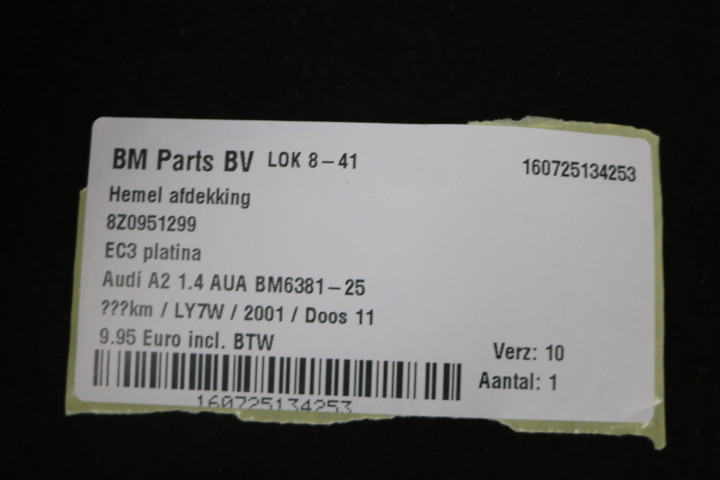 BM Parts BV LOK 8-41 160725134253
Hemel afdekking
8Z0951299
EC3 platina
Audi A2 1.4 AUA BM6381-25
???km / LY7W / 2001 / Doos 11
9.95 Euro incl. BTW
Verz: 10
Aantal: 1
160725134253